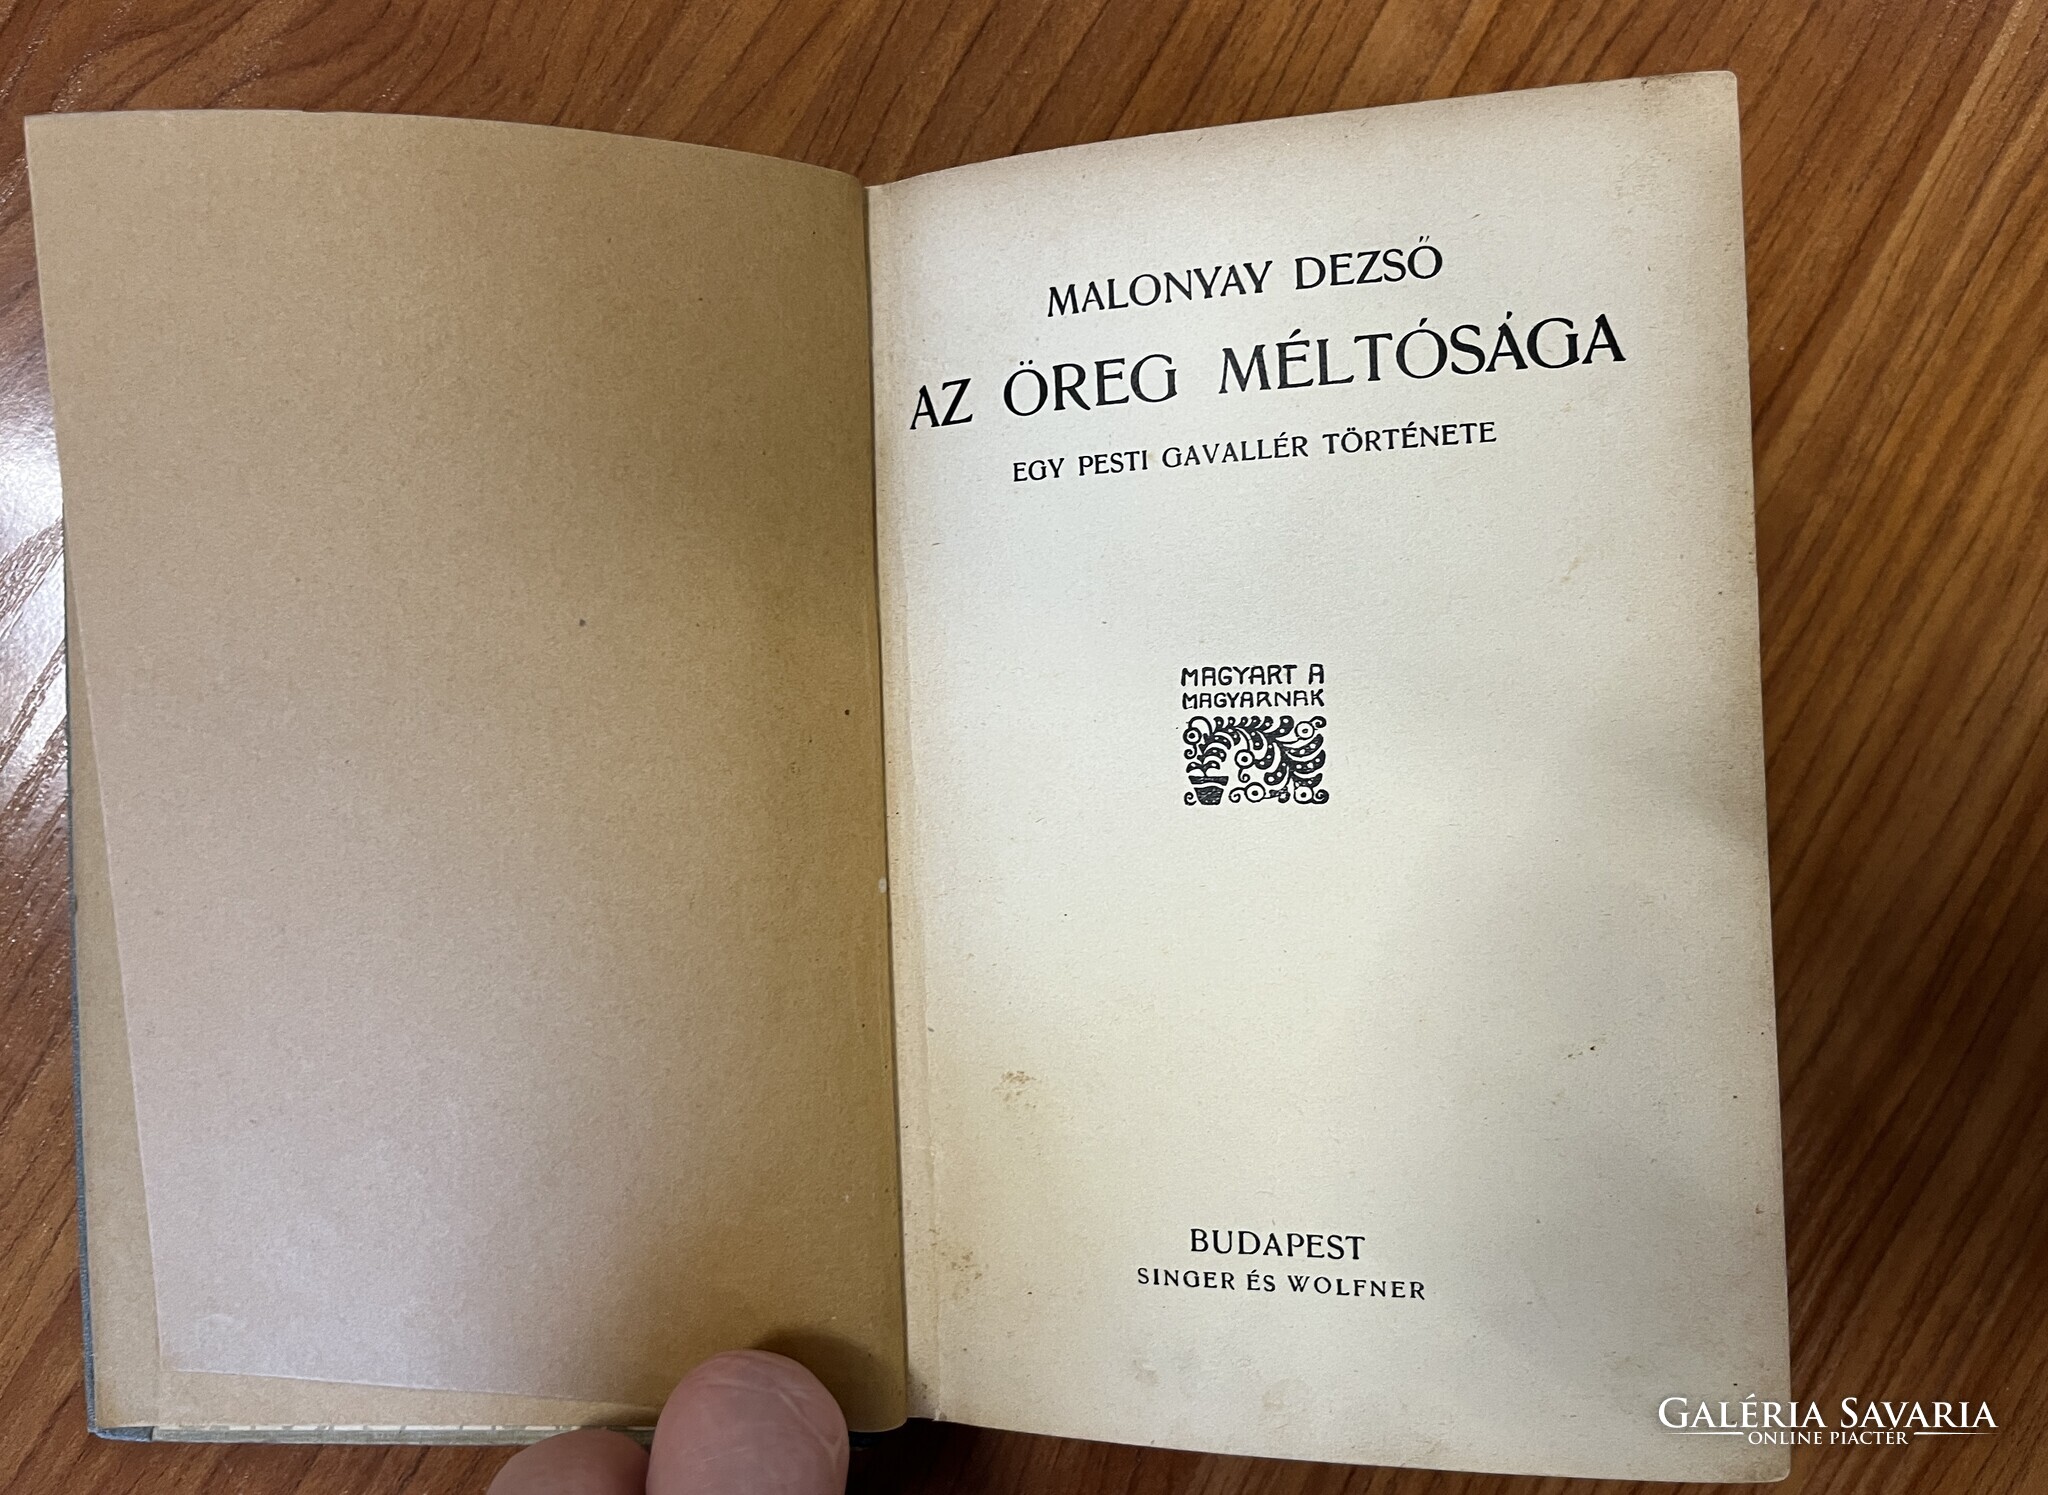 MALONYAY DEZSŐ
AZ ÖREG MÉLTÓSÁGA
EGY PESTI GAVALLÉR TÖRTÉNETE
MAGYART A
MAGYARNAK
BUDAPEST
SINGER ÉS WOLFNER
GALÉRIA SAVARIA
ONLINE PIACTÉR